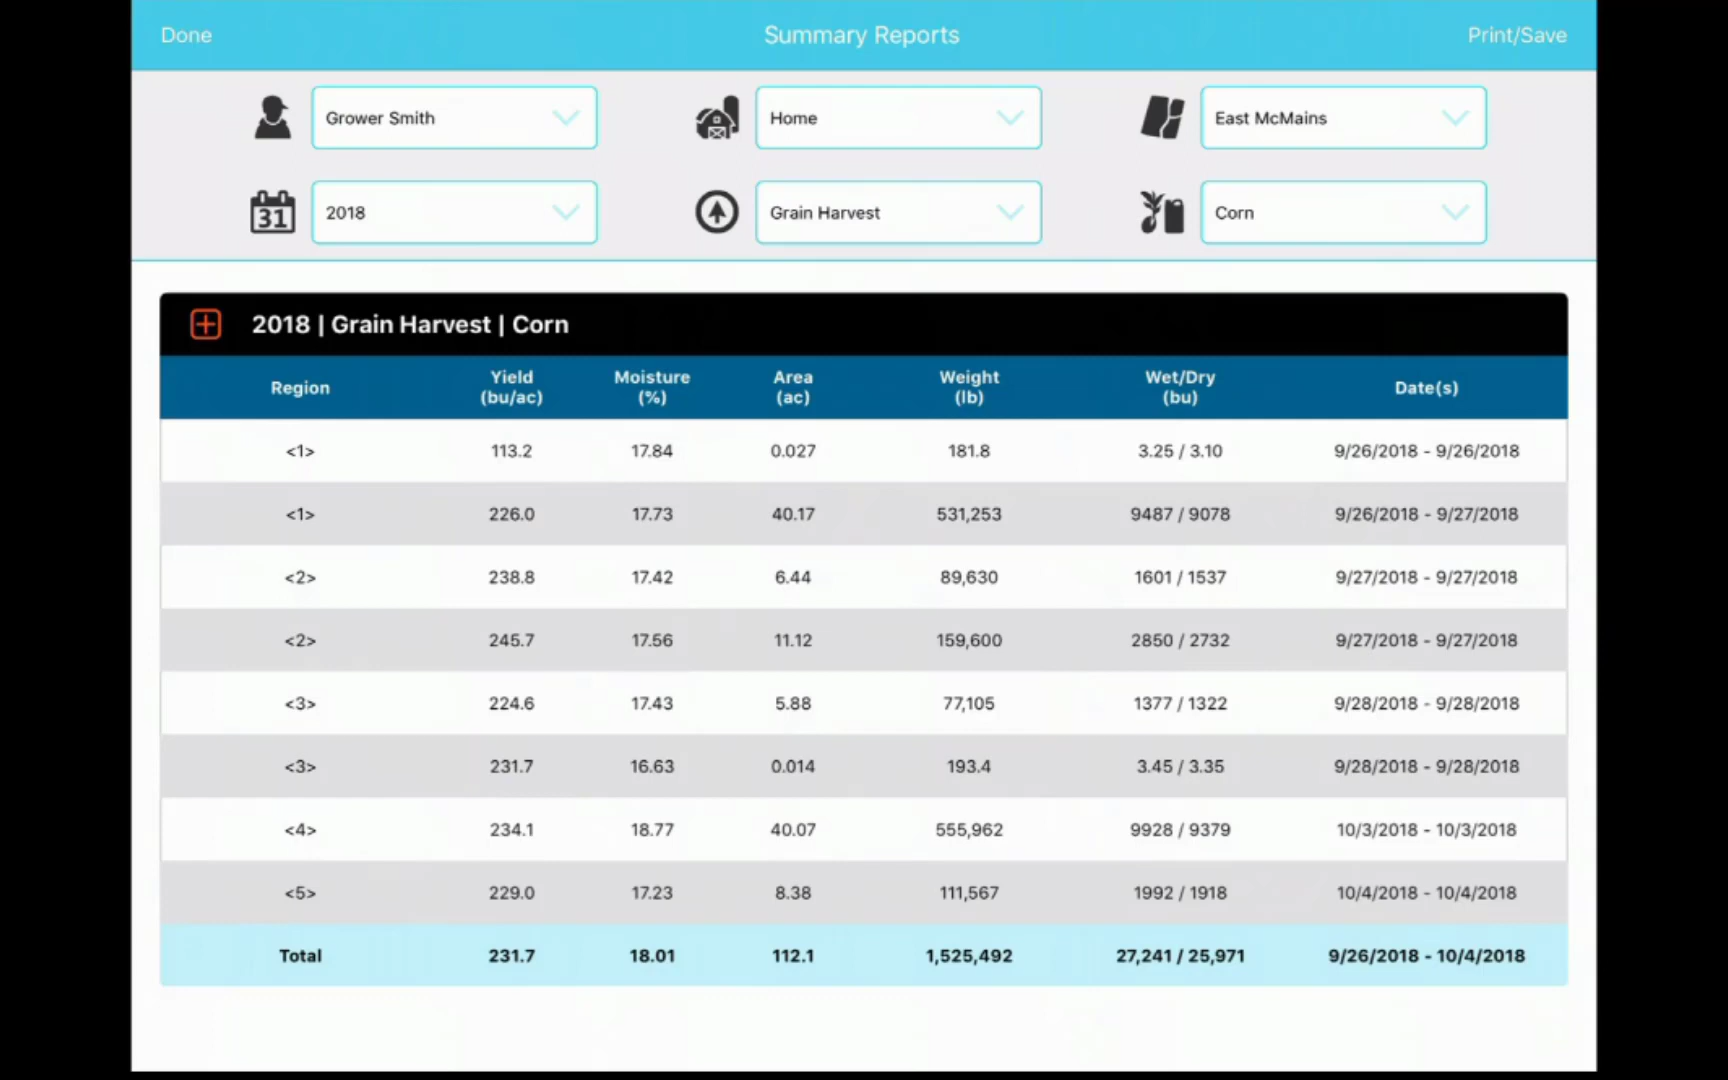 Done Summary Reports Print/Save
Grower Smith Home East McMains
31 2018 Grain Harvest Corn
2018 | Grain Harvest | Corn
Region Yield (bu/ac) Moisture (%) Area (ac) Weight (lb) Wet/Dry (bu) Date(s)
<1> 113.2 17.84 0.027 181.8 3.25 / 3.10 9/26/2018 - 9/26/2018
<1> 226.0 17.73 40.17 531,253 9487 / 9078 9/26/2018 - 9/27/2018
<2> 238.8 17.42 6.44 89,630 1601 / 1537 9/27/2018 - 9/27/2018
<2> 245.7 17.56 11.12 159,600 2850 / 2732 9/27/2018 - 9/27/2018
<3> 224.6 17.43 5.88 77,105 1377 / 1322 9/28/2018 - 9/28/2018
<3> 231.7 16.63 0.014 193.4 3.45 / 3.35 9/28/2018 - 9/28/2018
<4> 234.1 18.77 40.07 555,962 9928 / 9379 10/3/2018 - 10/3/2018
<5> 229.0 17.23 8.38 111,567 1992 / 1918 10/4/2018 - 10/4/2018
Total 231.7 18.01 112.1 1,525,492 27,241 / 25,971 9/26/2018 - 10/4/2018